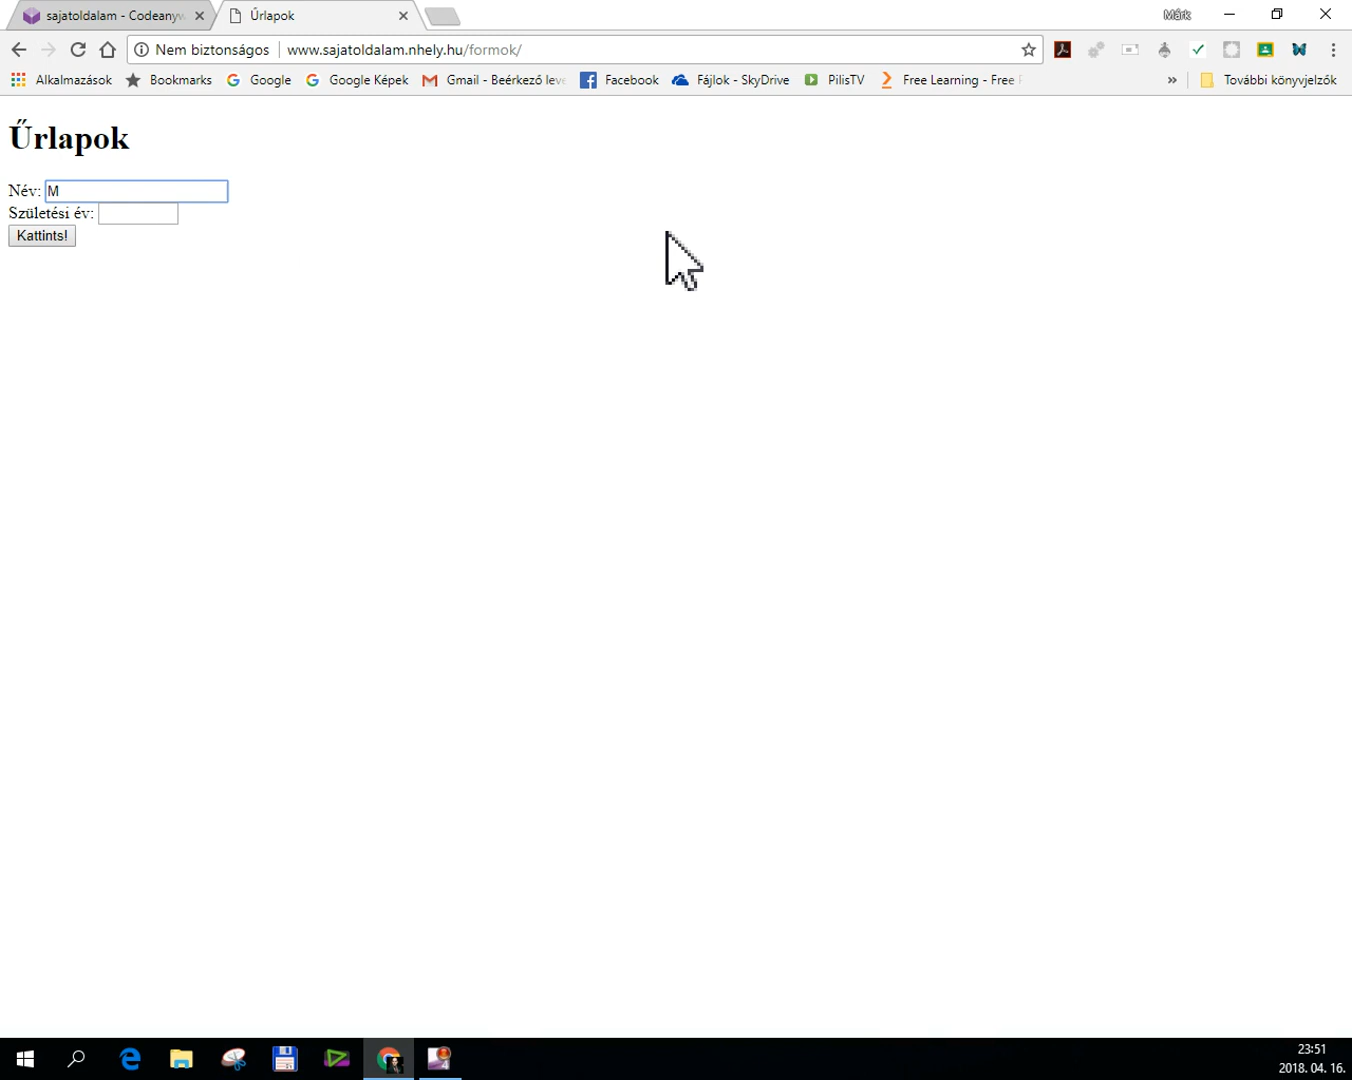 sajatoldalam - Codeanyw
Űrlapok
Márk
Nem biztonságos
www.sajatoldalam.nhely.hu/formok/
Alkalmazások
Bookmarks
Google
Google Képek
Gmail - Beérkező leve
Facebook
Fájlok - SkyDrive
PilisTV
Free Learning - Free
»
További könyvjelzők
Űrlapok
Név: M
Születési év:
Kattints!
23:51
2018. 04. 16.